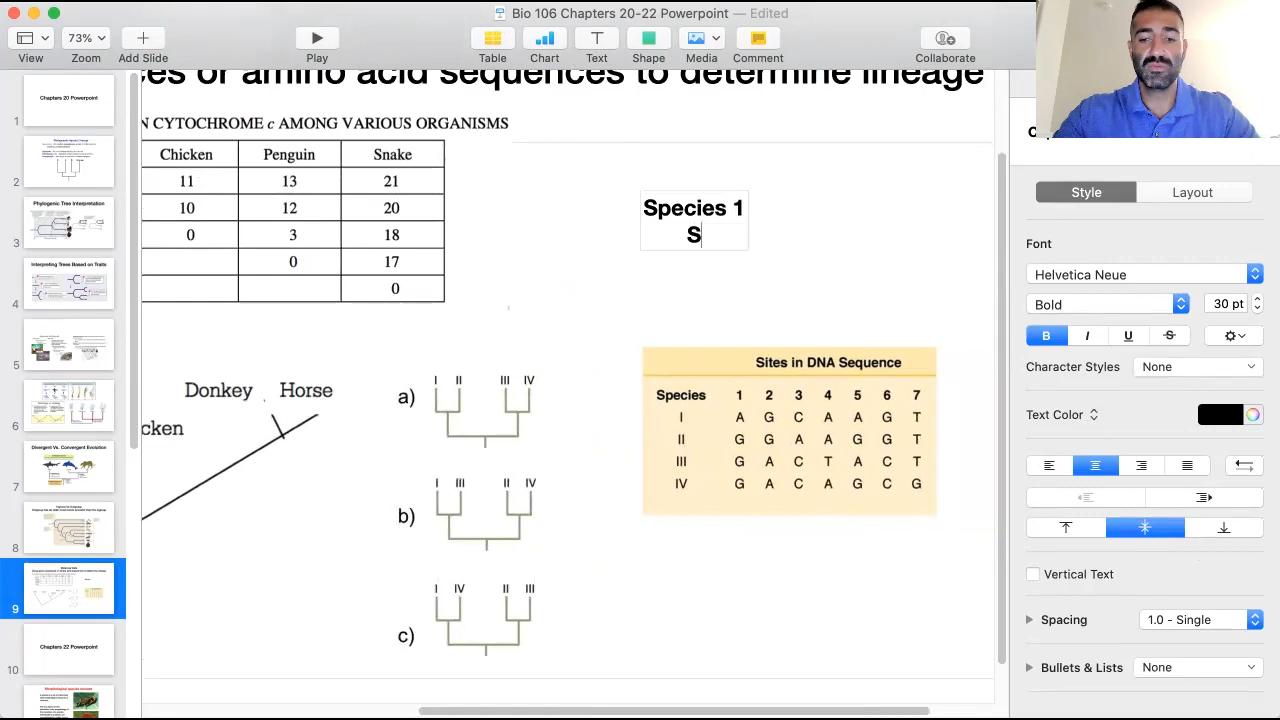 Bio 106 Chapters 20-22 Powerpoint — Edited
73%
View
Zoom
Add Slide
Play
Table
Chart
Text
Shape
Media
Comment
Collaborate
1
Chapters 20 Powerpoint
2
3
Phylogenic Tree Interpretation
4
Interpreting Trees Based on Traits
5
6
7
Divergent Vs. Convergent Evolution
8
9
10
Chapters 22 Powerpoint
Morphological species concept
ces of amino acid sequences to determine lineage
N CYTOCHROME c AMONG VARIOUS ORGANISMS
Chicken Penguin Snake
11 13 21
10 12 20
0 3 18
0 17
0
Species 1
S
Donkey Horse
cken
a)
I II III IV
b)
I III II IV
c)
I IV II III
Sites in DNA Sequence
Species 1 2 3 4 5 6 7
I A G C A A G T
II G G A A G G T
III G A C T A C T
IV G A C A G C G
Style
Layout
Font
Helvetica Neue
Bold
30 pt
B I U S
Character Styles None
Text Color
Vertical Text
Spacing 1.0 - Single
Bullets & Lists None